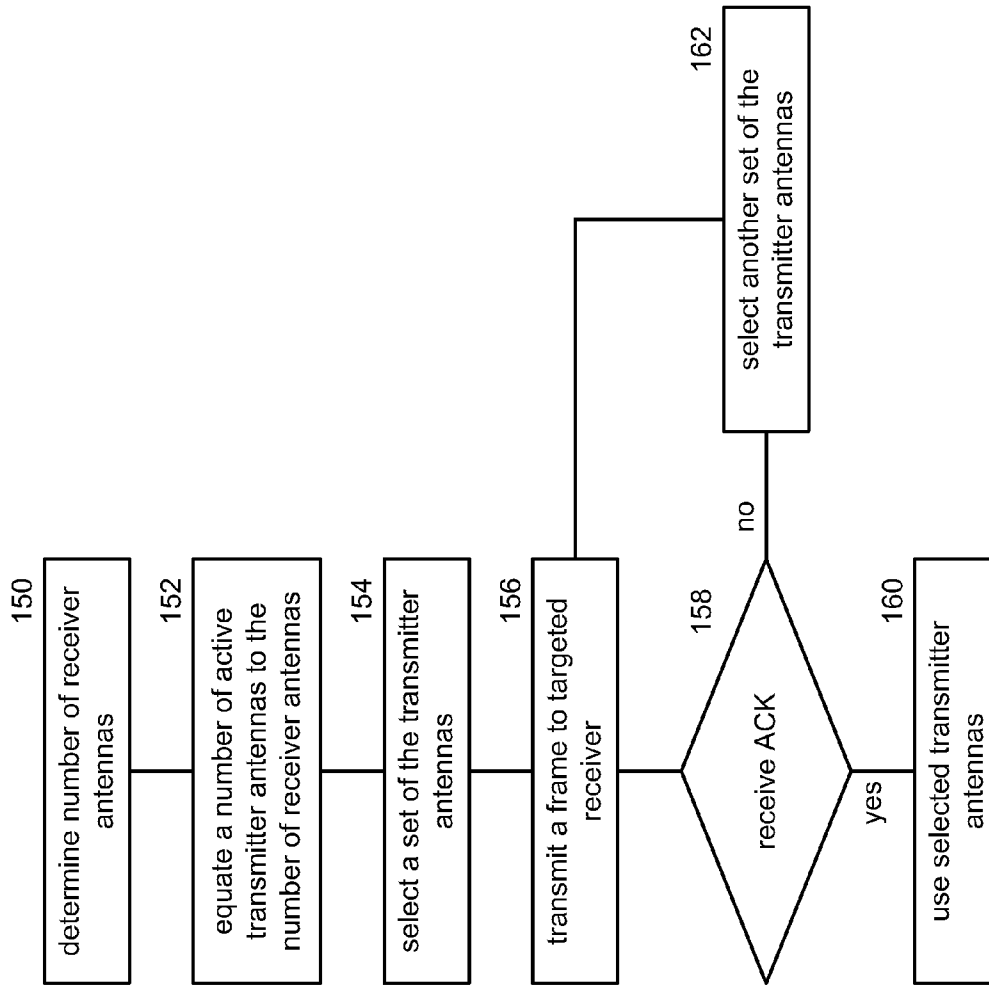 150
determine number of receiver
antennas
152
equate a number of active
transmitter antennas to the
number of receiver antennas
154
select a set of the transmitter
antennas
156
transmit a frame to targeted
receiver
158
receive ACK
no
162
select another set of the
transmitter antennas
yes
160
use selected transmitter
antennas